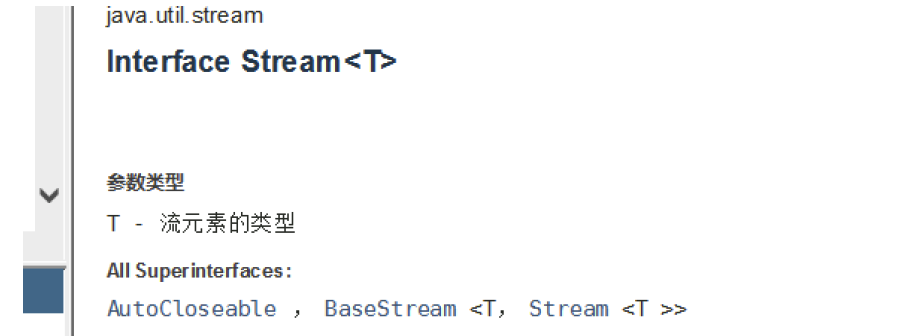 java.util.stream
Interface Stream<T>
参数类型
T - 流元素的类型
All Superinterfaces:
AutoCloseable ， BaseStream <T， Stream <T >>